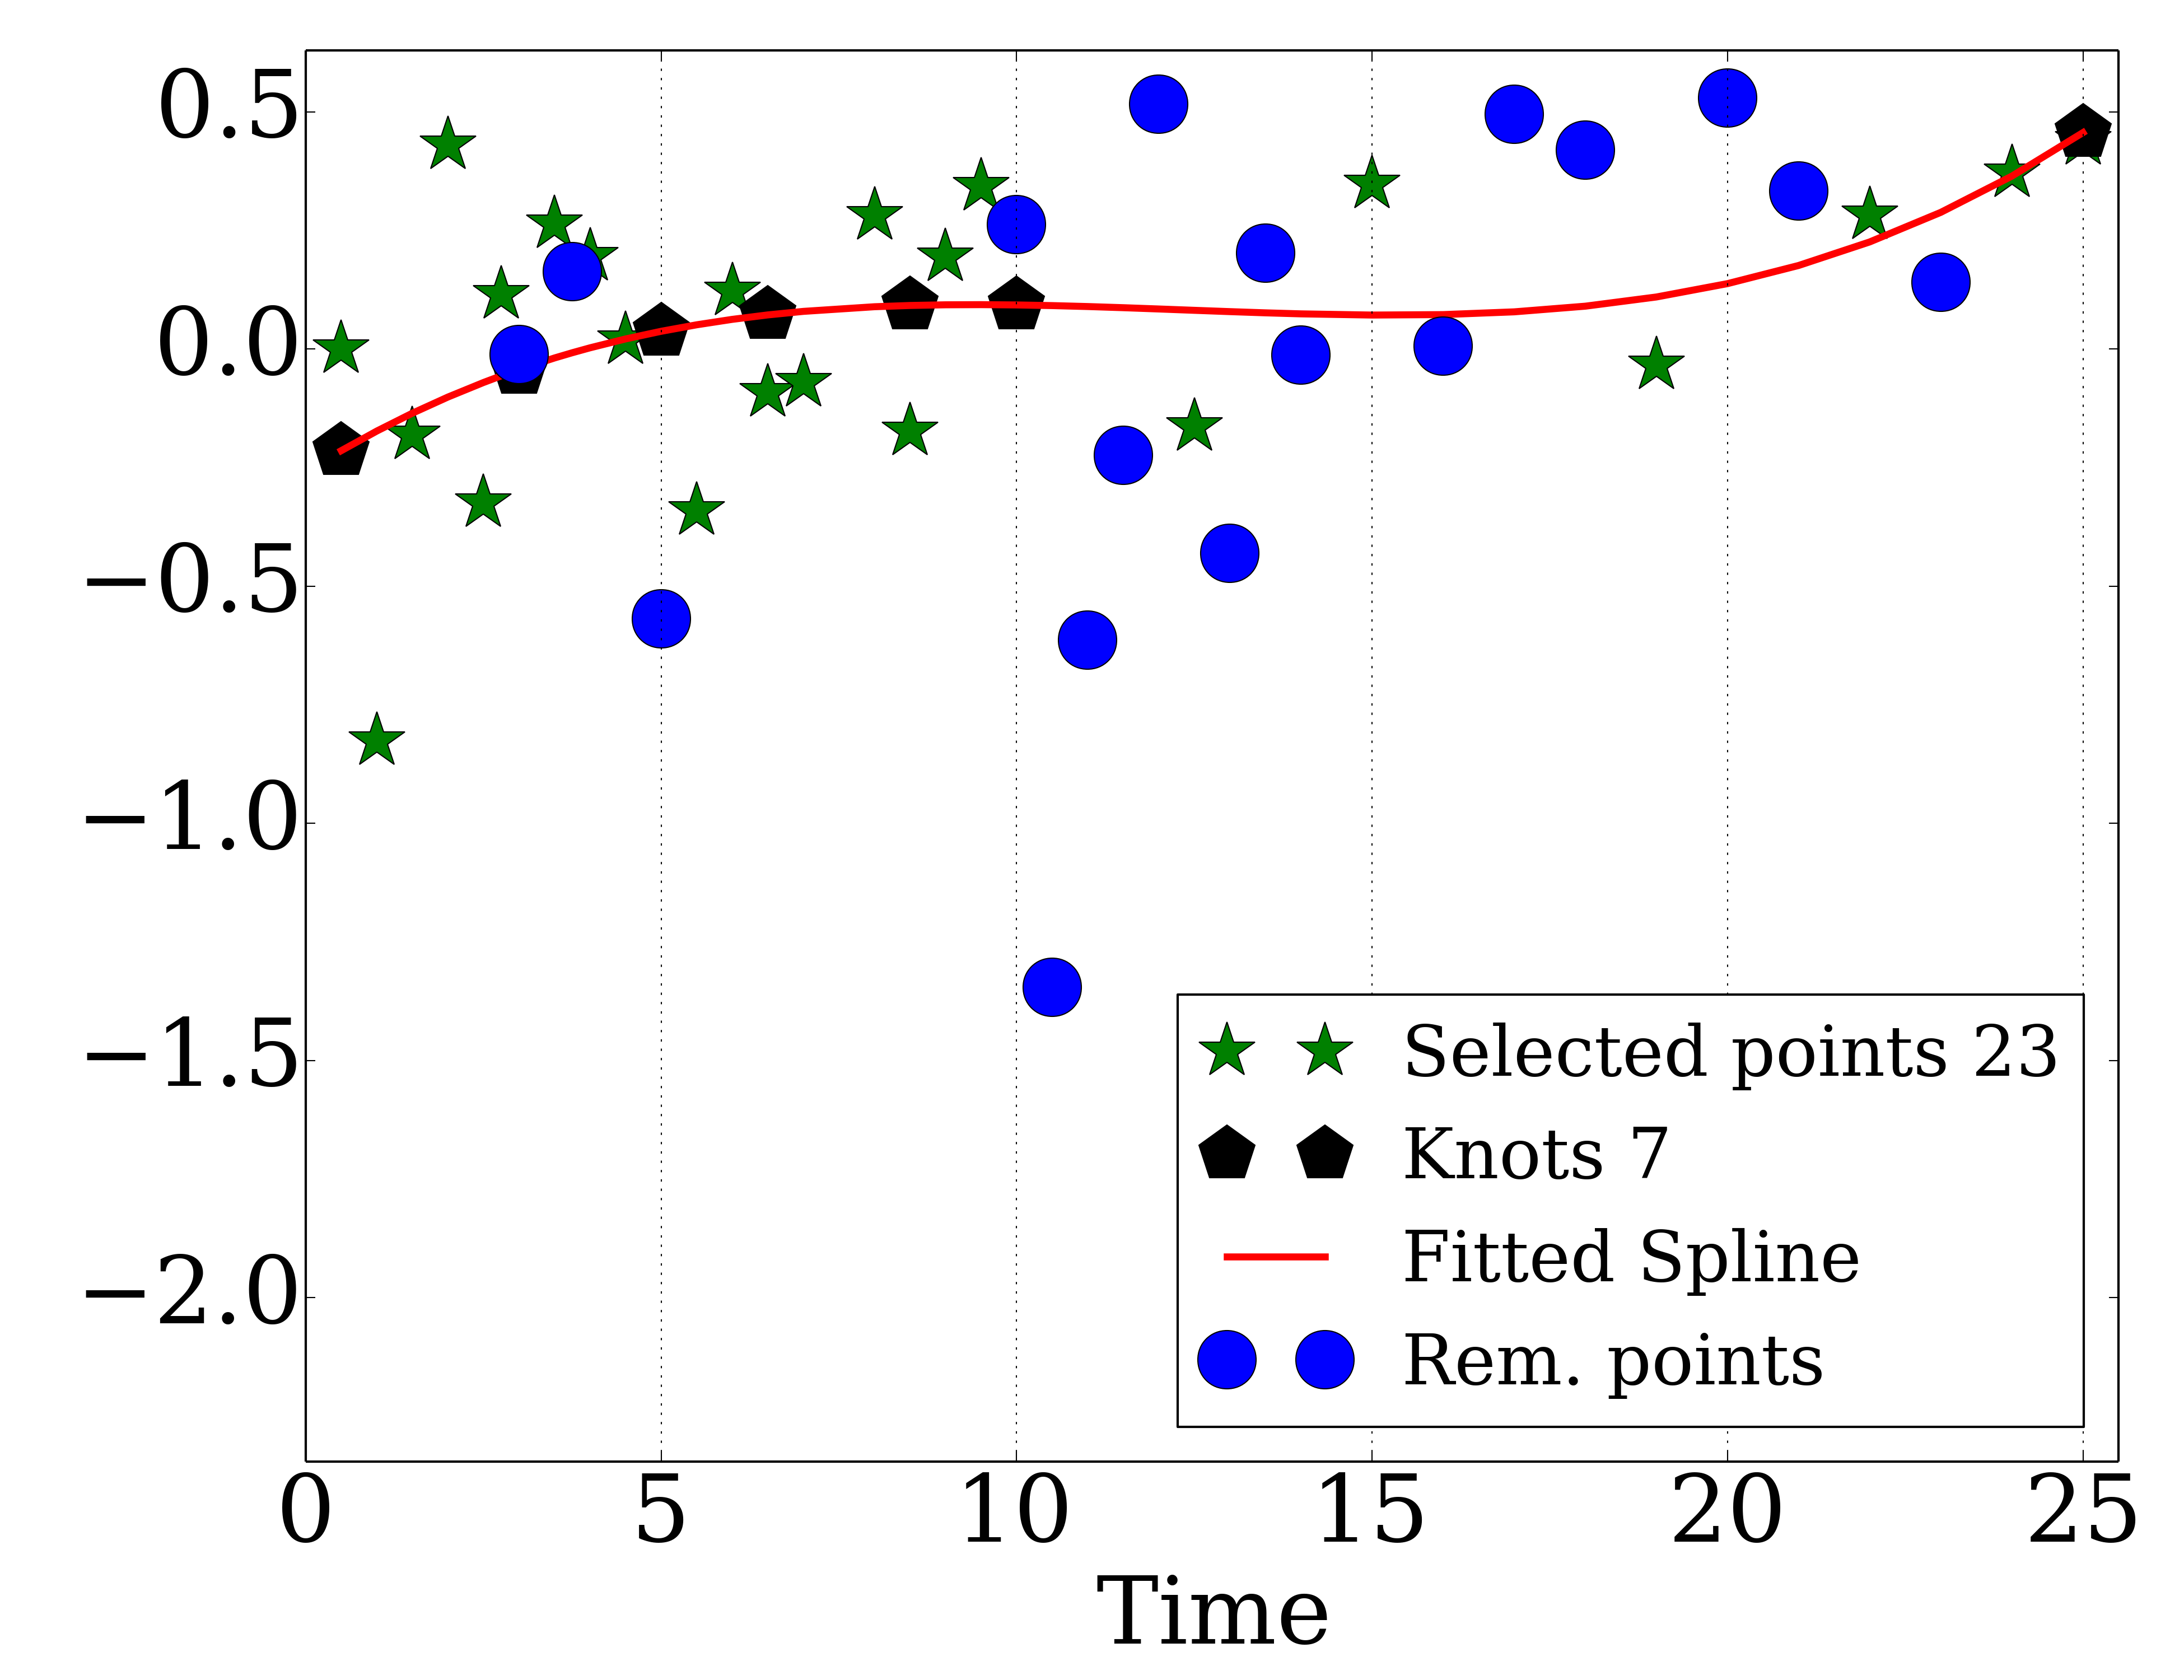 0.5
0.0
−0.5
−1.0
−1.5
−2.0
Selected points 23
Knots 7
Fitted Spline
Rem. points
0 5 10 15 20 25
Time